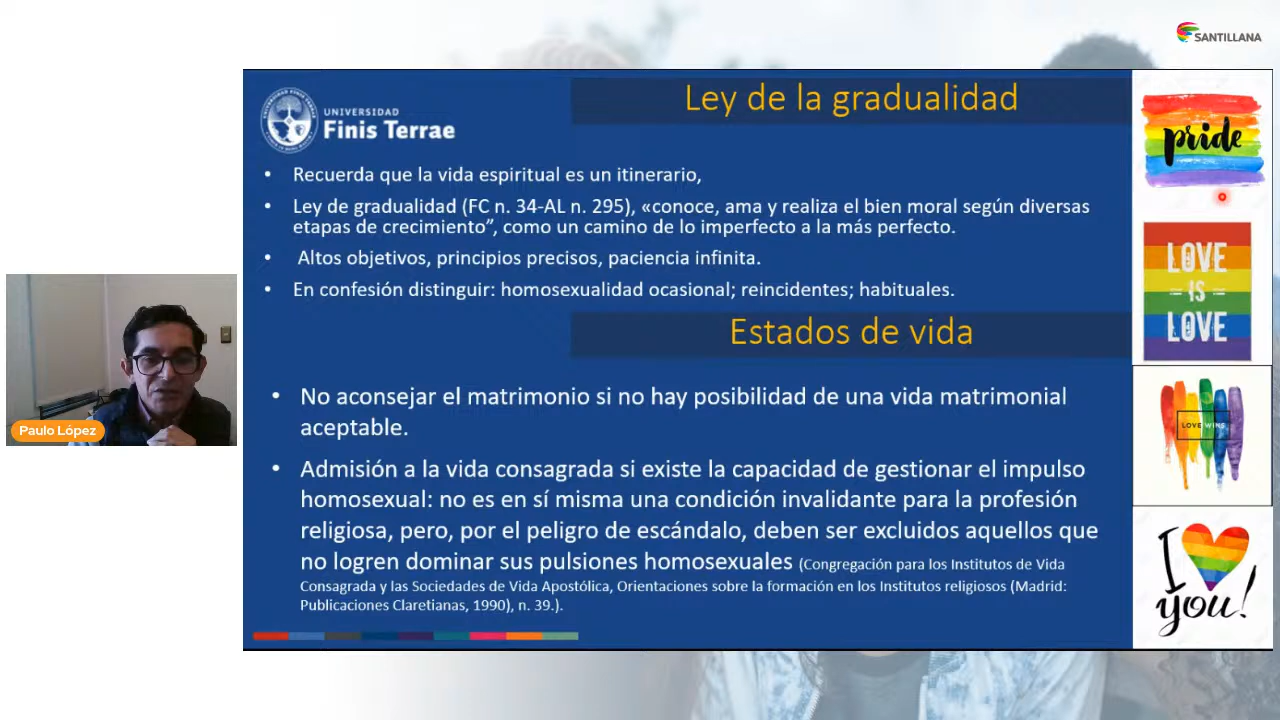 SANTILLANA
UNIVERSIDAD
Finis Terrae
Ley de la gradualidad
• Recuerda que la vida espiritual es un itinerario,
• Ley de gradualidad (FC n. 34-AL n. 295), «conoce, ama y realiza el bien moral según diversas
etapas de crecimiento”, como un camino de lo imperfecto a la más perfecto.
• Altos objetivos, principios precisos, paciencia infinita.
• En confesión distinguir: homosexualidad ocasional; reincidentes; habituales.
Estados de vida
• No aconsejar el matrimonio si no hay posibilidad de una vida matrimonial
aceptable.
• Admisión a la vida consagrada si existe la capacidad de gestionar el impulso
homosexual: no es en sí misma una condición invalidante para la profesión
religiosa, pero, por el peligro de escándalo, deben ser excluidos aquellos que
no logren dominar sus pulsiones homosexuales (Congregación para los Institutos de Vida
Consagrada y las Sociedades de Vida Apostólica, Orientaciones sobre la formación en los Institutos religiosos (Madrid:
Publicaciones Claretianas, 1990), n. 39.).
pride
LOVE
IS
LOVE
LOVE WINS
I
you!
Paulo López